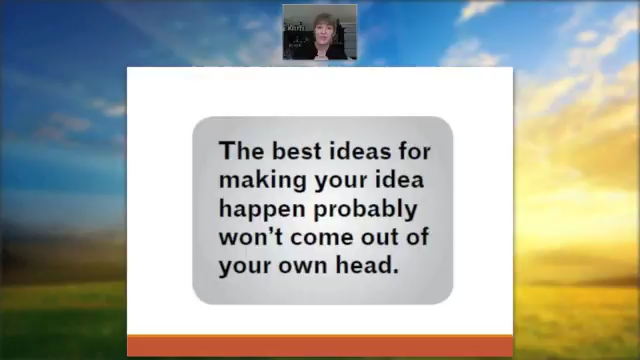 The best ideas for
making your idea
happen probably
won't come out of
your own head.